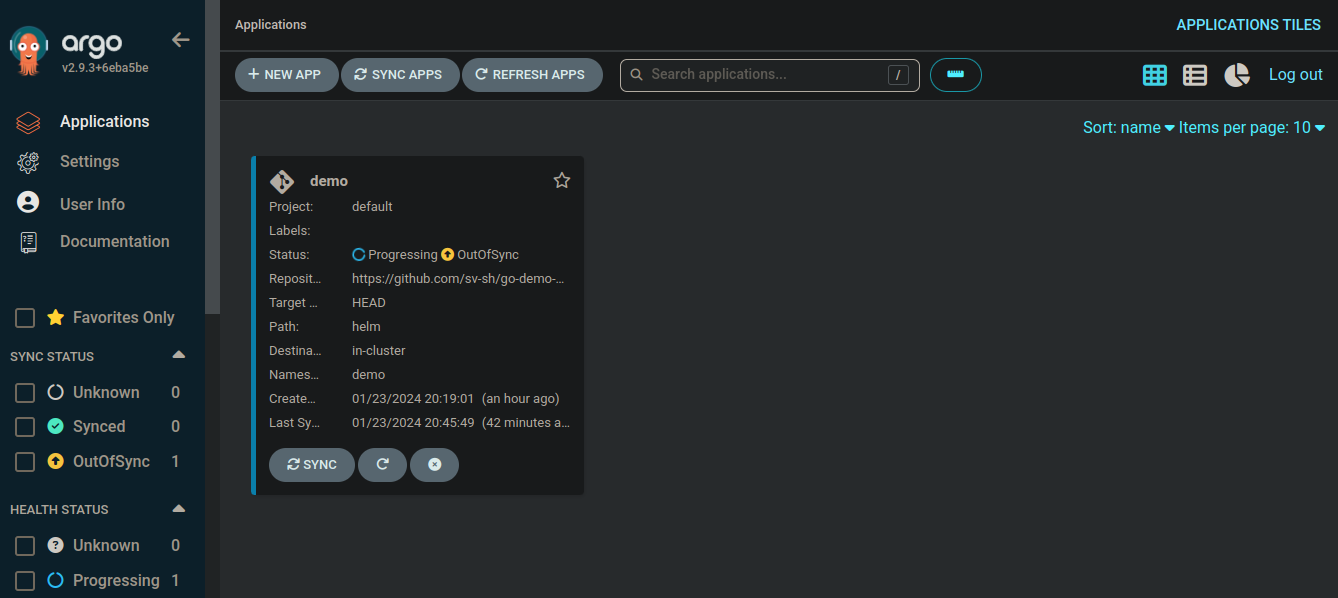 argo
v2.9.3+6eba5be
Applications
Settings
User Info
Documentation
Favorites Only
SYNC STATUS
Unknown 0
Synced 0
OutOfSync 1
HEALTH STATUS
Unknown 0
Progressing 1
Applications
APPLICATIONS TILES
+ NEW APP SYNC APPS REFRESH APPS Search applications... / Log out
Sort: name Items per page: 10
demo
Project: default
Labels:
Status: Progressing OutOfSync
Reposit... https://github.com/sv-sh/go-demo-...
Target ... HEAD
Path: helm
Destina... in-cluster
Names... demo
Create... 01/23/2024 20:19:01 (an hour ago)
Last Sy... 01/23/2024 20:45:49 (42 minutes a...
SYNC